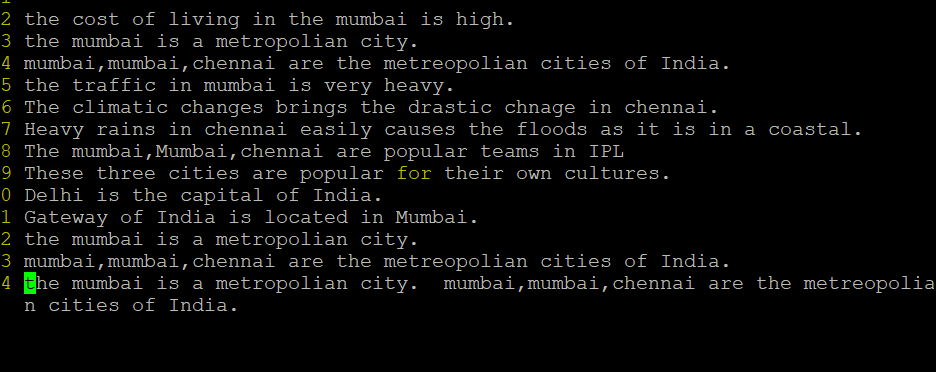 1
2 the cost of living in the mumbai is high.
3 the mumbai is a metropolian city.
4 mumbai,mumbai,chennai are the metreopolian cities of India.
5 the traffic in mumbai is very heavy.
6 The climatic changes brings the drastic chnage in chennai.
7 Heavy rains in chennai easily causes the floods as it is in a coastal.
8 The mumbai,Mumbai,chennai are popular teams in IPL
9 These three cities are popular for their own cultures.
0 Delhi is the capital of India.
1 Gateway of India is located in Mumbai.
2 the mumbai is a metropolian city.
3 mumbai,mumbai,chennai are the metreopolian cities of India.
4 the mumbai is a metropolian city.  mumbai,mumbai,chennai are the metreopolia
n cities of India.